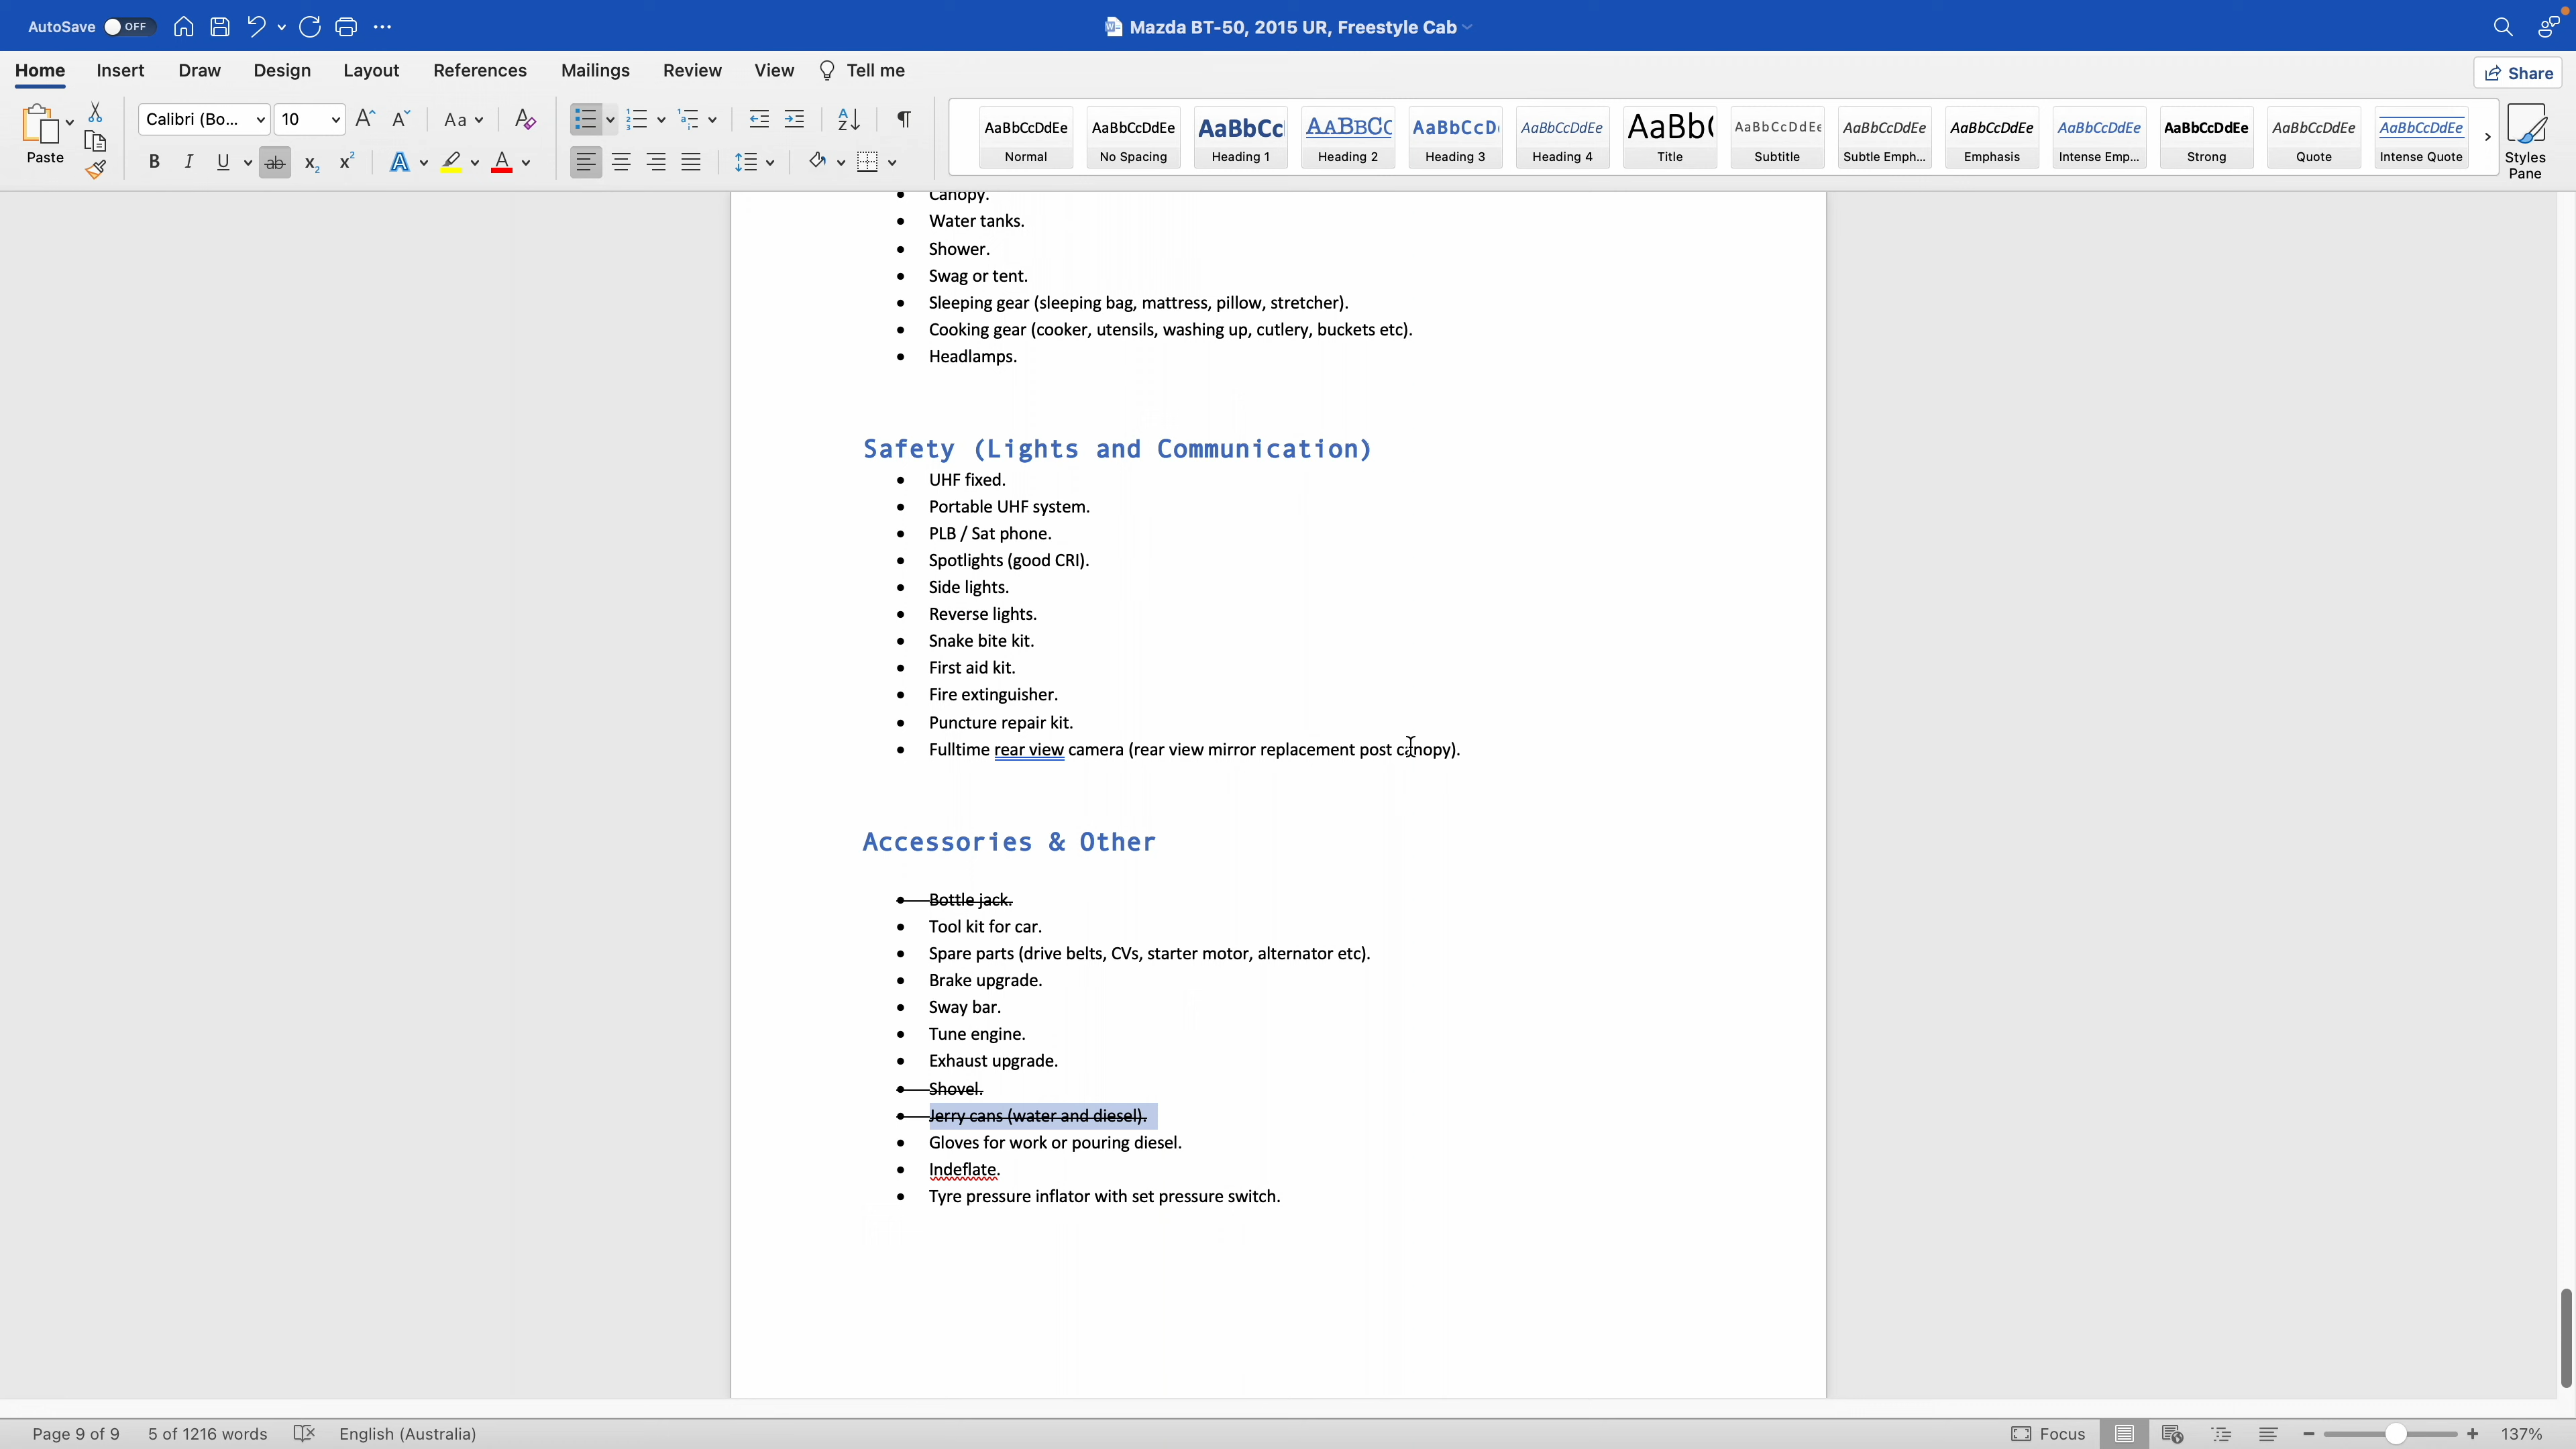 AutoSave OFF
Mazda BT-50, 2015 UR, Freestyle Cab
Home Insert Draw Design Layout References Mailings Review View Tell me
Share
Paste
Calibri (Bo... 10
AaBbCcDdEe Normal
AaBbCcDdEe No Spacing
AaBbCc Heading 1
AABBCC Heading 2
AaBbCcD Heading 3
AaBbCcDdEe Heading 4
AaBb( Title
AaBbCcDdEe Subtitle
AaBbCcDdEe Subtle Emph...
AaBbCcDdEe Emphasis
AaBbCcDdEe Intense Emp...
AaBbCcDdEe Strong
AaBbCcDdEe Quote
AaBbCcDdEe Intense Quote
Styles Pane
• Canopy.
• Water tanks.
• Shower.
• Swag or tent.
• Sleeping gear (sleeping bag, mattress, pillow, stretcher).
• Cooking gear (cooker, utensils, washing up, cutlery, buckets etc).
• Headlamps.
Safety (Lights and Communication)
• UHF fixed.
• Portable UHF system.
• PLB / Sat phone.
• Spotlights (good CRI).
• Side lights.
• Reverse lights.
• Snake bite kit.
• First aid kit.
• Fire extinguisher.
• Puncture repair kit.
• Fulltime rear view camera (rear view mirror replacement post canopy).
Accessories & Other
• Bottle jack.
• Tool kit for car.
• Spare parts (drive belts, CVs, starter motor, alternator etc).
• Brake upgrade.
• Sway bar.
• Tune engine.
• Exhaust upgrade.
• Shovel.
• Jerry cans (water and diesel).
• Gloves for work or pouring diesel.
• Indeflate.
• Tyre pressure inflator with set pressure switch.
Page 9 of 9 5 of 1216 words English (Australia) Focus 137%